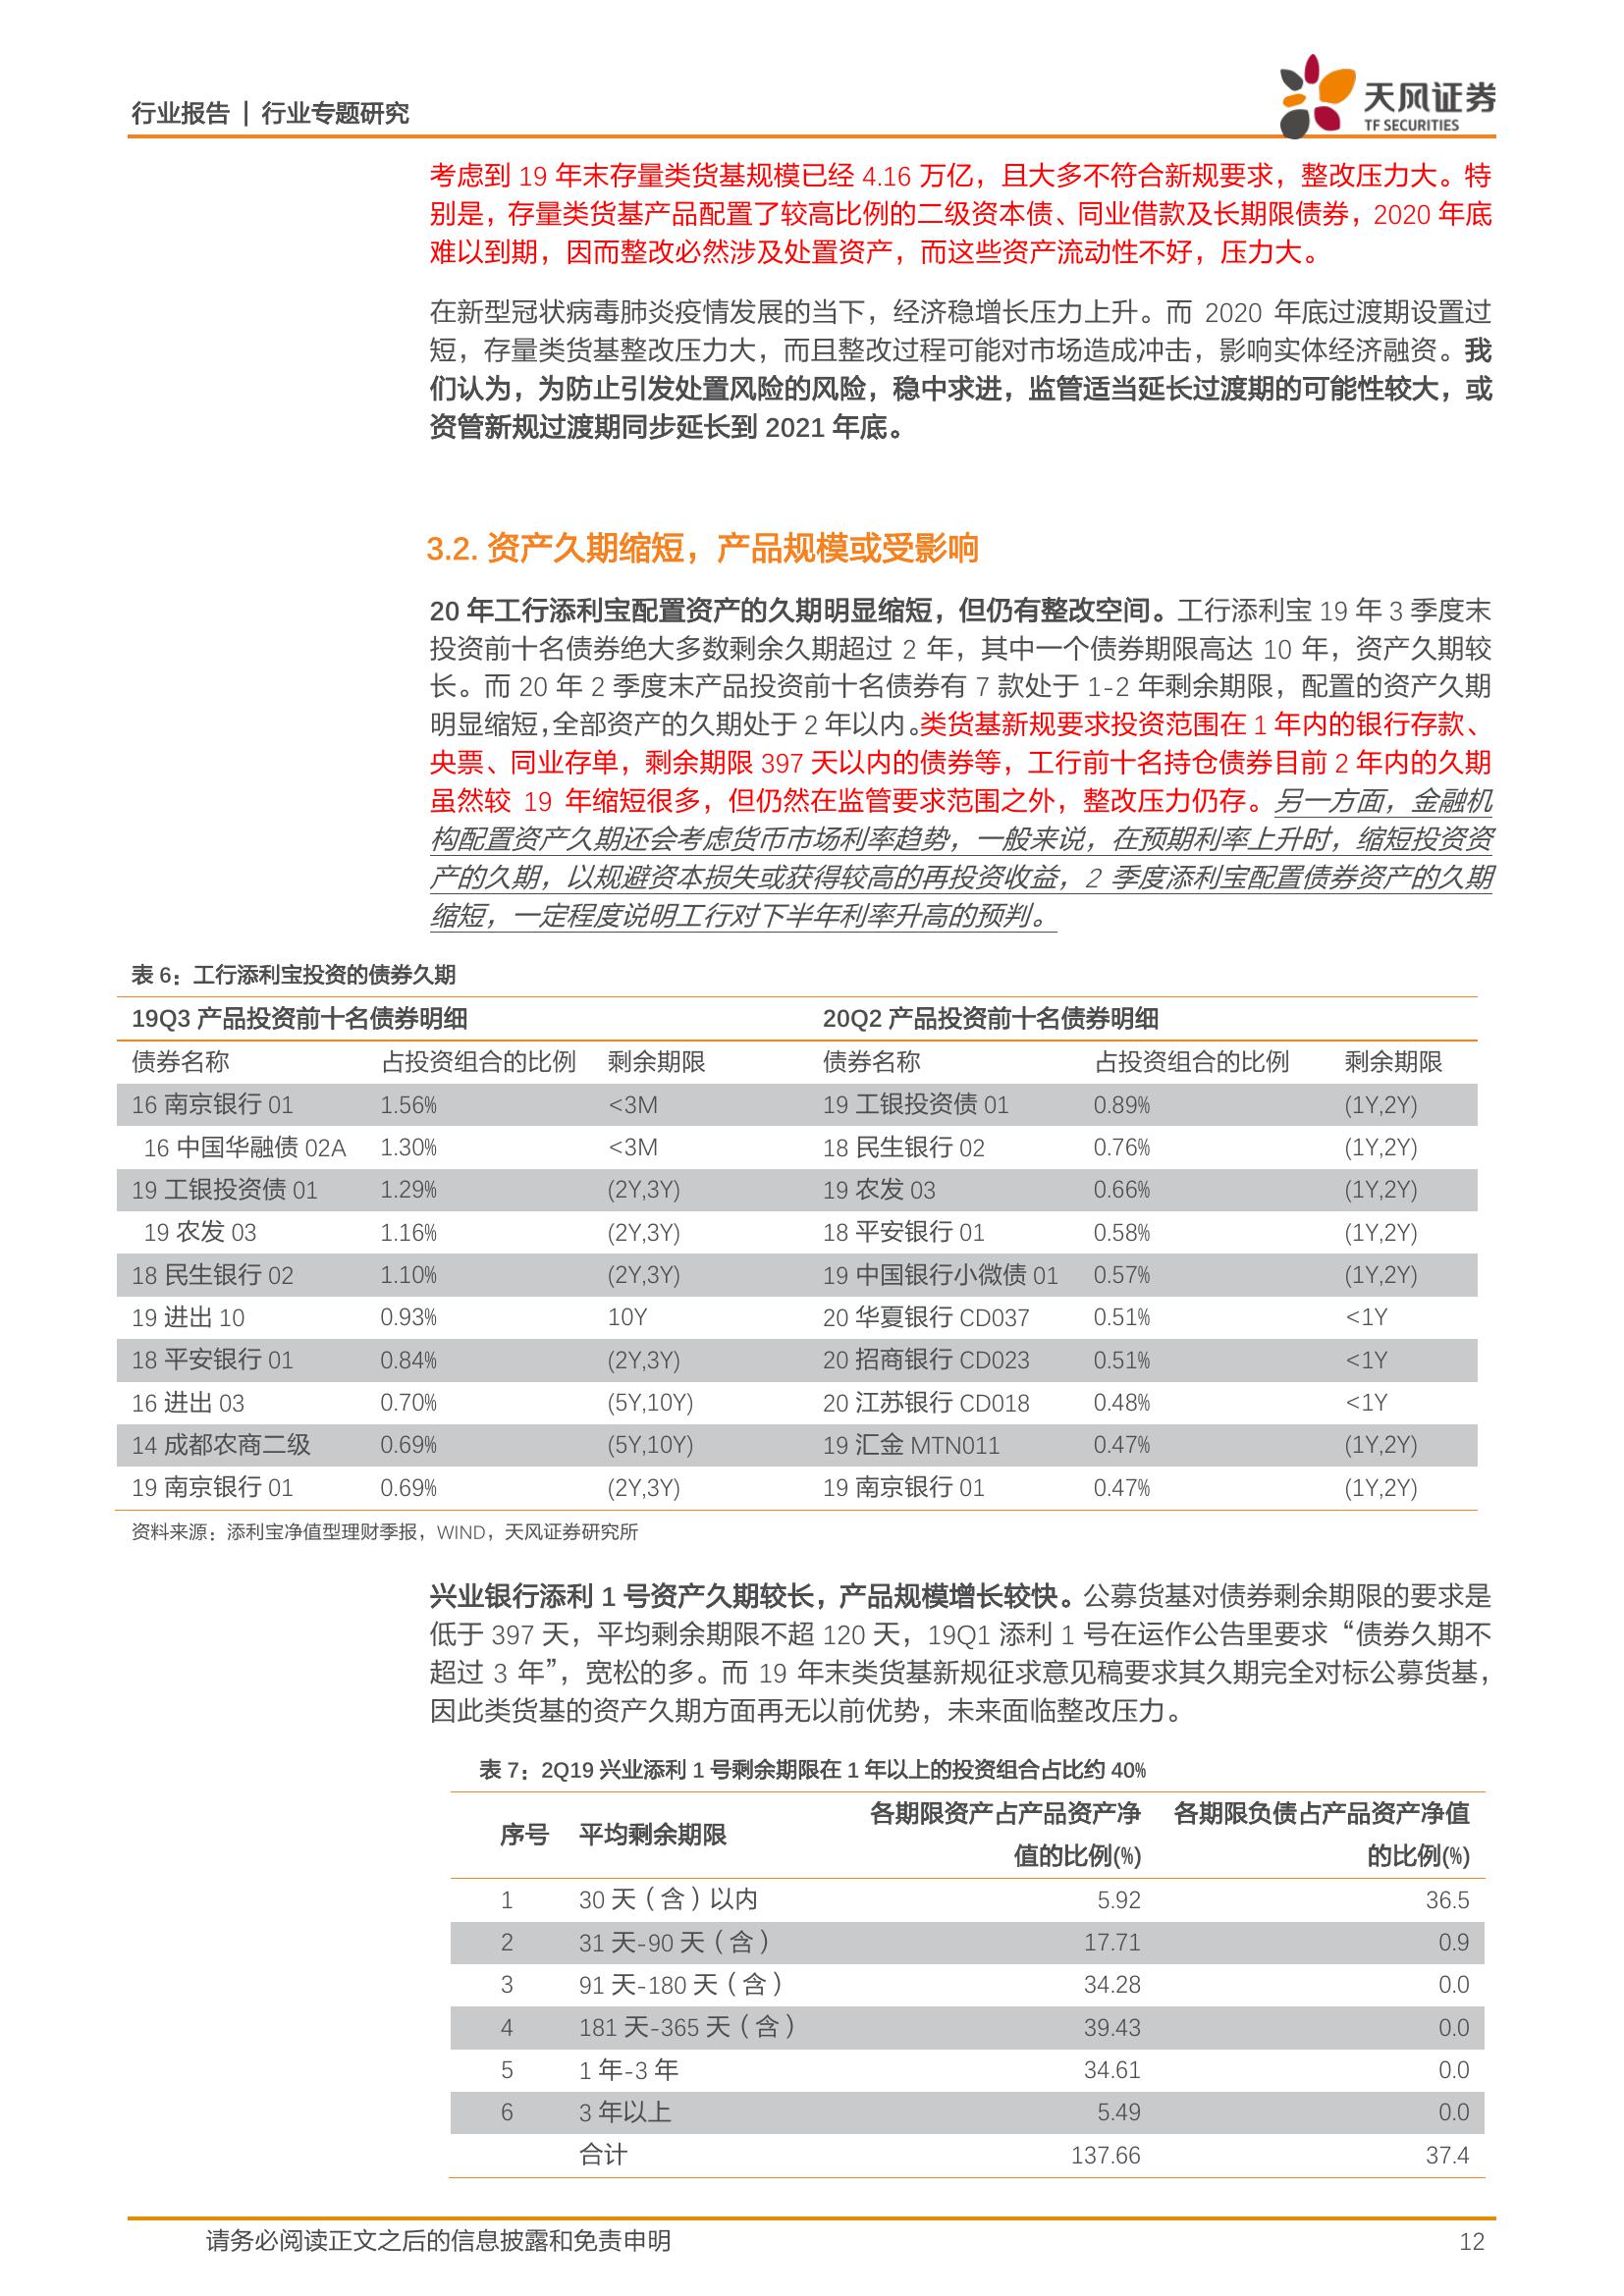 行业报告 | 行业专题研究
天风证券
TF SECURITIES
考虑到 19 年末存量类货基规模已经 4.16 万亿，且大多不符合新规要求，整改压力大。特
别是，存量类货基产品配置了较高比例的二级资本债、同业借款及长期限债券，2020 年底
难以到期，因而整改必然涉及处置资产，而这些资产流动性不好，压力大。
在新型冠状病毒肺炎疫情发展的当下，经济稳增长压力上升。而 2020 年底过渡期设置过
短，存量类货基整改压力大，而且整改过程可能对市场造成冲击，影响实体经济融资。我
们认为，为防止引发处置风险的风险，稳中求进，监管适当延长过渡期的可能性较大，或
资管新规过渡期同步延长到 2021 年底。
3.2. 资产久期缩短，产品规模或受影响
20 年工行添利宝配置资产的久期明显缩短，但仍有整改空间。工行添利宝 19 年 3 季度末
投资前十名债券绝大多数剩余久期超过 2 年，其中一个债券期限高达 10 年，资产久期较
长。而 20 年 2 季度末产品投资前十名债券有 7 款处于 1-2 年剩余期限，配置的资产久期
明显缩短，全部资产的久期处于 2 年以内。类货基新规要求投资范围在 1 年内的银行存款、
央票、同业存单，剩余期限 397 天以内的债券等，工行前十名持仓债券目前 2 年内的久期
虽然较 19 年缩短很多，但仍然在监管要求范围之外，整改压力仍存。另一方面，金融机
构配置资产久期还会考虑货币市场利率趋势，一般来说，在预期利率上升时，缩短投资资
产的久期，以规避资本损失或获得较高的再投资收益，2 季度添利宝配置债券资产的久期
缩短，一定程度说明工行对下半年利率升高的预判。
表 6：工行添利宝投资的债券久期
19Q3 产品投资前十名债券明细 20Q2 产品投资前十名债券明细
债券名称 占投资组合的比例 剩余期限 债券名称 占投资组合的比例 剩余期限
16 南京银行 01 1.56% <3M 19 工银投资债 01 0.89% (1Y,2Y)
16 中国华融债 02A 1.30% <3M 18 民生银行 02 0.76% (1Y,2Y)
19 工银投资债 01 1.29% (2Y,3Y) 19 农发 03 0.66% (1Y,2Y)
19 农发 03 1.16% (2Y,3Y) 18 平安银行 01 0.58% (1Y,2Y)
18 民生银行 02 1.10% (2Y,3Y) 19 中国银行小微债 01 0.57% (1Y,2Y)
19 进出 10 0.93% 10Y 20 华夏银行 CD037 0.51% <1Y
18 平安银行 01 0.84% (2Y,3Y) 20 招商银行 CD023 0.51% <1Y
16 进出 03 0.70% (5Y,10Y) 20 江苏银行 CD018 0.48% <1Y
14 成都农商二级 0.69% (5Y,10Y) 19 汇金 MTN011 0.47% (1Y,2Y)
19 南京银行 01 0.69% (2Y,3Y) 19 南京银行 01 0.47% (1Y,2Y)
资料来源：添利宝净值型理财季报，WIND，天风证券研究所
兴业银行添利 1 号资产久期较长，产品规模增长较快。公募货基对债券剩余期限的要求是
低于 397 天，平均剩余期限不超 120 天，19Q1 添利 1 号在运作公告里要求“债券久期不
超过 3 年”，宽松的多。而 19 年末类货基新规征求意见稿要求其久期完全对标公募货基，
因此类货基的资产久期方面再无以前优势，未来面临整改压力。
表 7：2Q19 兴业添利 1 号剩余期限在 1 年以上的投资组合占比约 40%
序号 平均剩余期限 各期限资产占产品资产净 各期限负债占产品资产净值
值的比例(%) 的比例(%)
1 30 天（含）以内 5.92 36.5
2 31 天-90 天（含） 17.71 0.9
3 91 天-180 天（含） 34.28 0.0
4 181 天-365 天（含） 39.43 0.0
5 1 年-3 年 34.61 0.0
6 3 年以上 5.49 0.0
合计 137.66 37.4
请务必阅读正文之后的信息披露和免责申明 12